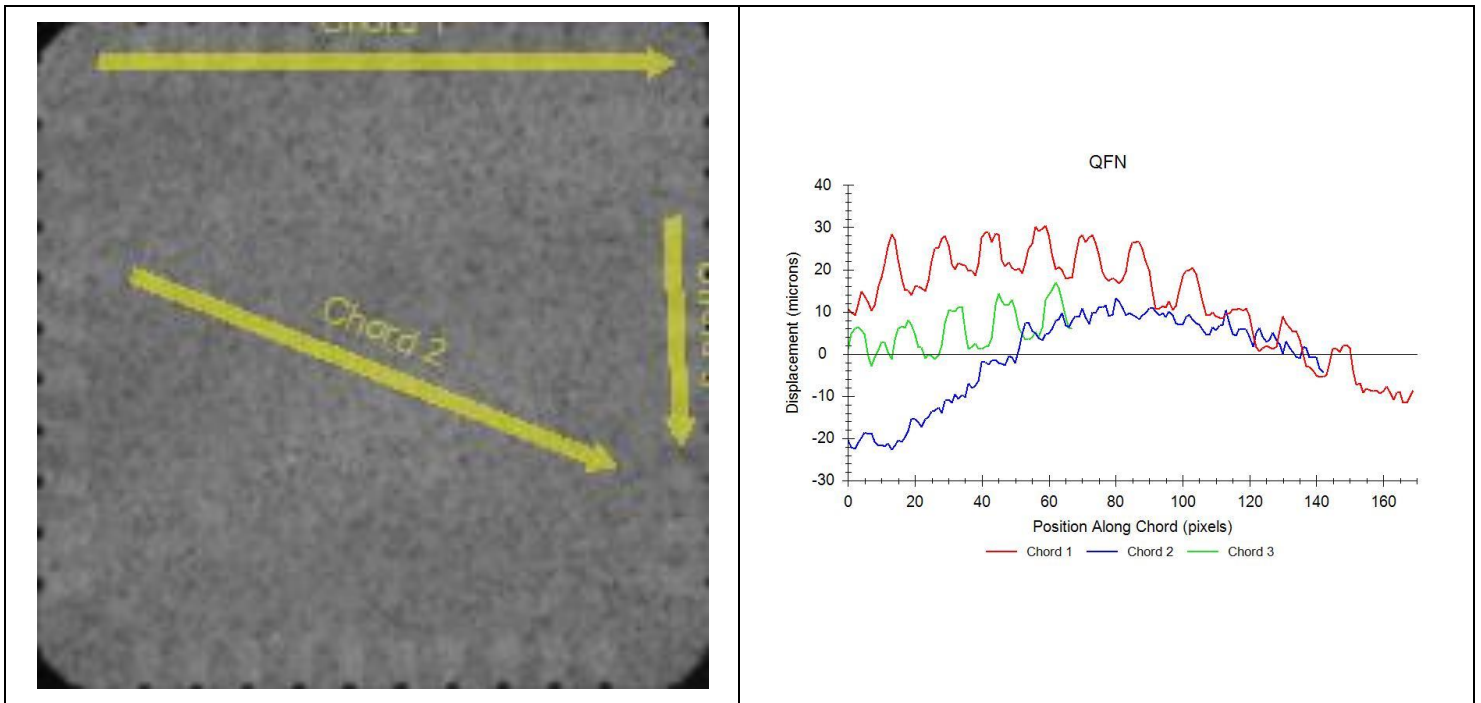 Chord 1
Chord 2
QFN
Displacement (microns)
40
30
20
10
0
-10
-20
-30
0 20 40 60 80 100 120 140 160
Position Along Chord (pixels)
Chord 1 Chord 2 Chord 3